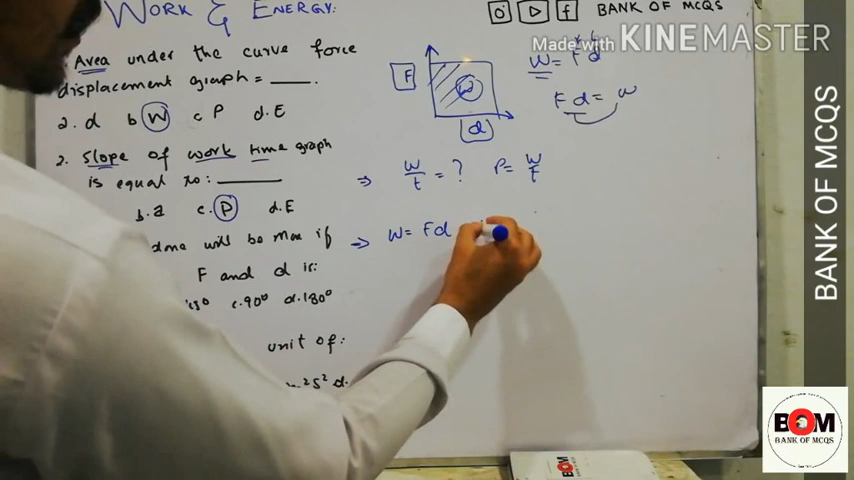 WORK & ENERGY:
BANK OF MCQS
Made with KINEMASTER
Area under the curve force
displacement graph = ____.
a. d b. W c P d. E
F
W
d
W = F d
F d = W
2. Slope of work time graph
is equal to: ____
b. a c. P d. E
=> W/t = ? P = W/t
done will be Max if
F and d is:
c. 90° d. 180°
=> W = Fd
unit of:
BANK OF MCQS
BOM
BOM
BANK OF MCQS